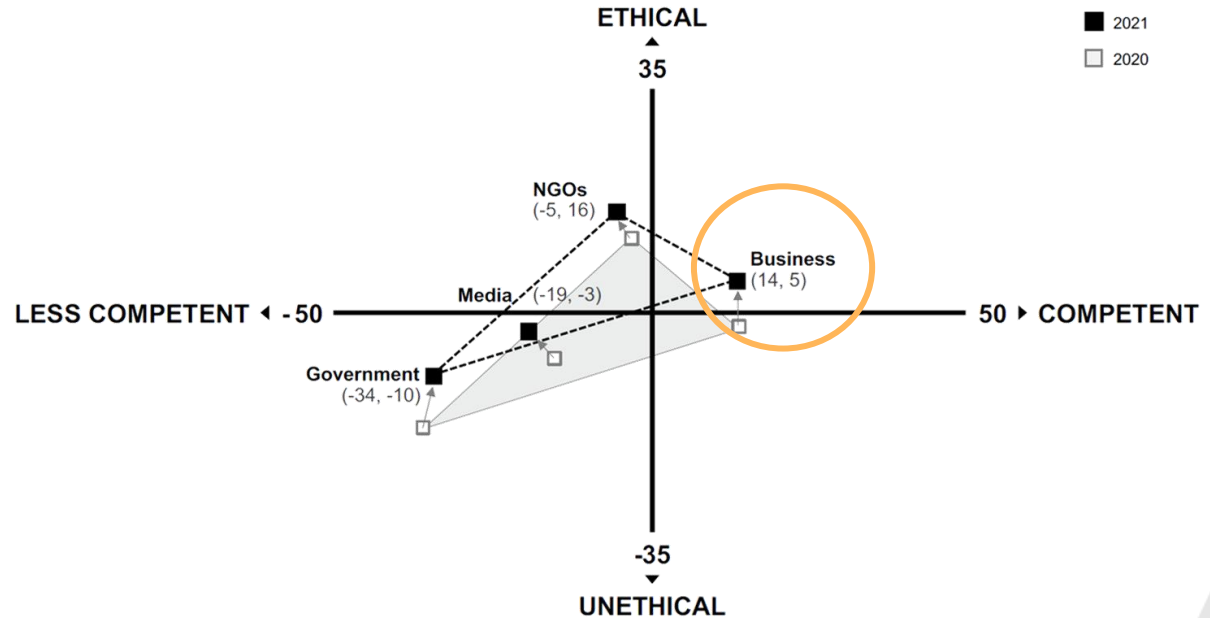 ETHICAL
35
2021
2020
NGOs
(-5, 16)
Business
(14, 5)
Media
(-19, -3)
LESS COMPETENT
-50
50
COMPETENT
Government
(-34, -10)
-35
UNETHICAL